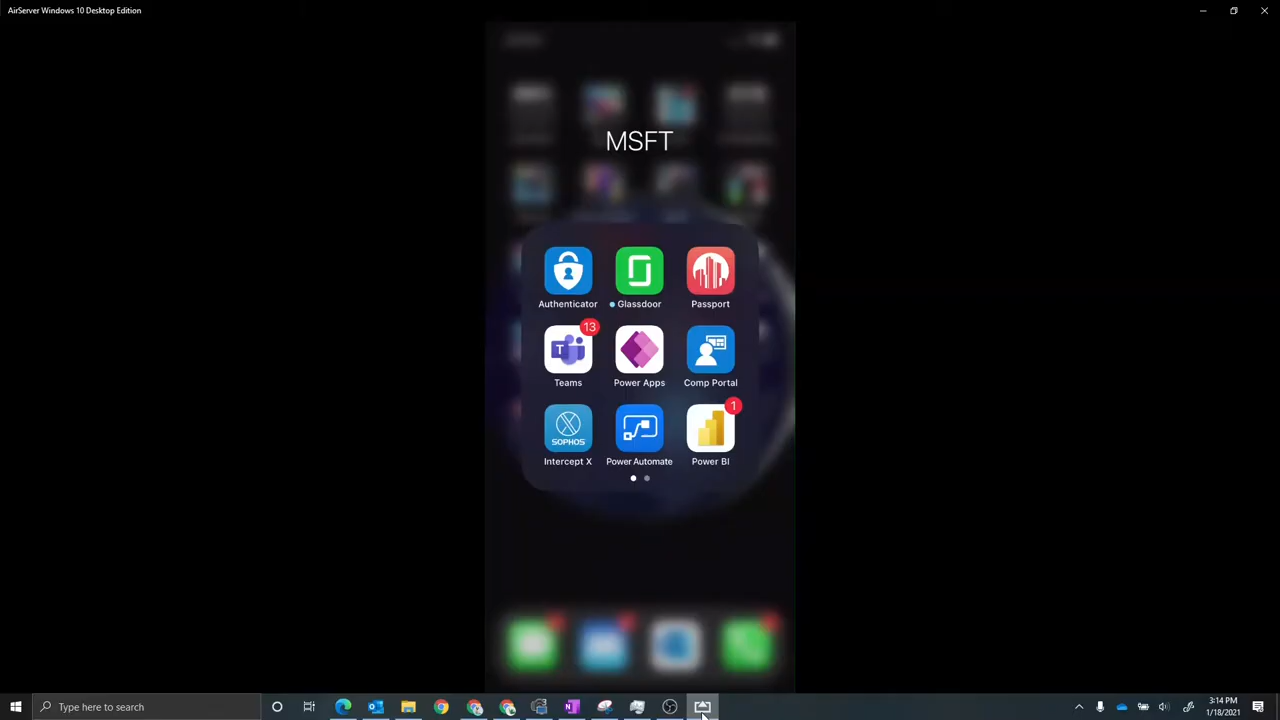 AirServer Windows 10 Desktop Edition
MSFT
Authenticator
Glassdoor
Passport
13
T
Teams
Power Apps
Comp Portal
SOPHOS
1
Intercept X
Power Automate
Power BI
Type here to search
3:14 PM
1/18/2021